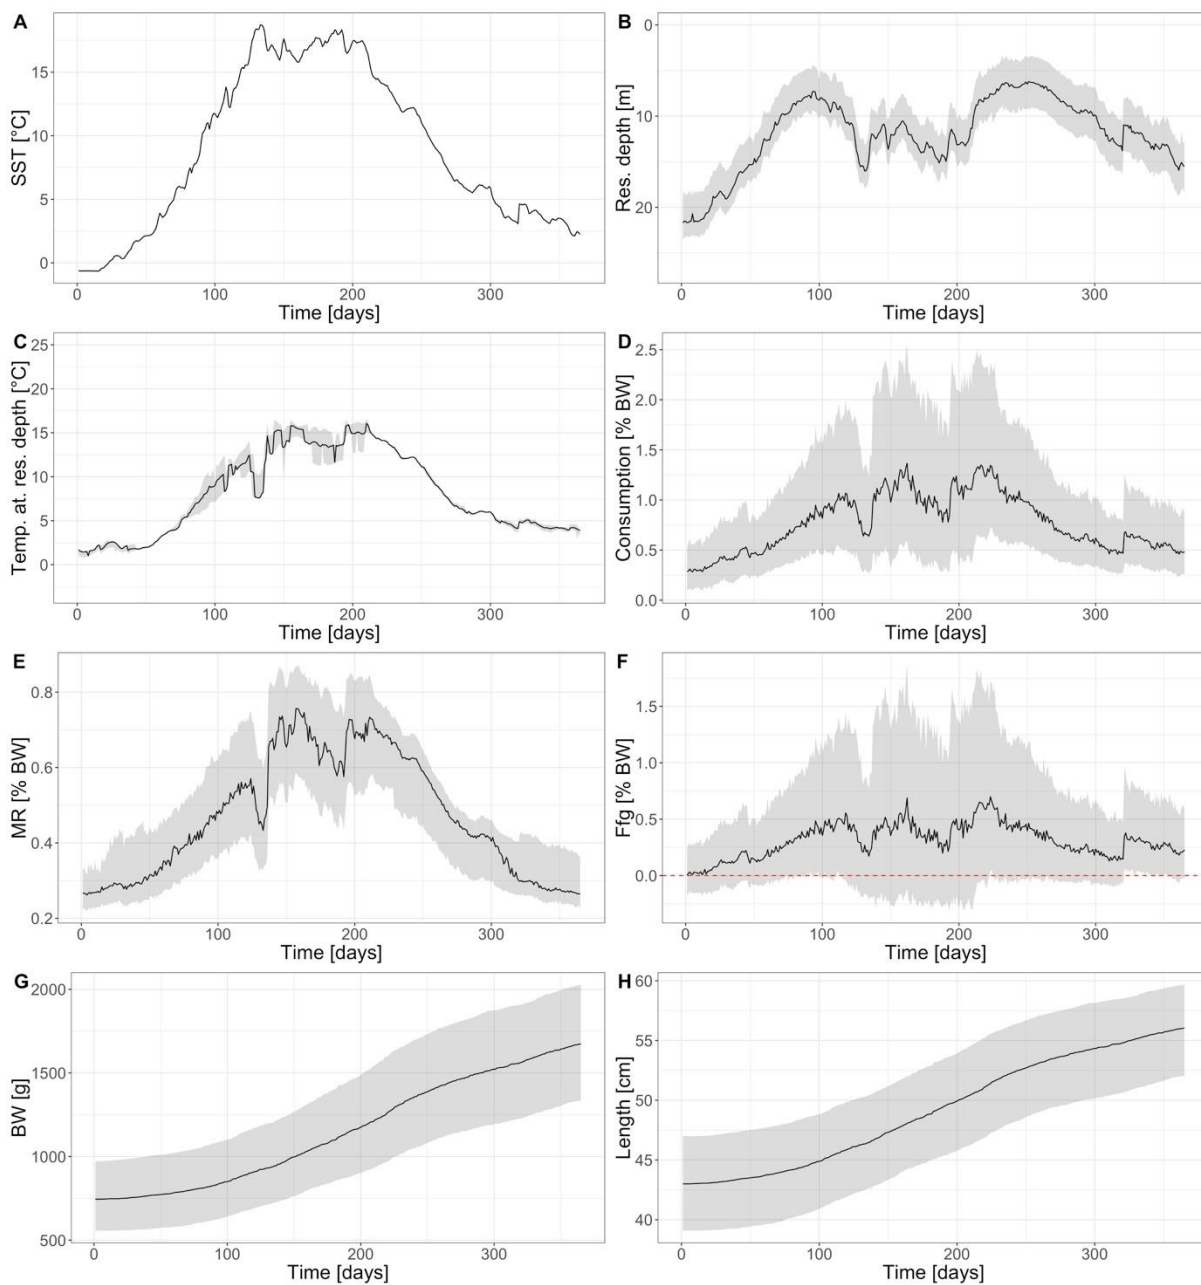 A
SST [°C]
15
10
5
0
0 100 200 300
Time [days]
B
Res. depth [m]
0
10
20
0 100 200 300
Time [days]
C
Temp. at. res. depth [°C]
25
20
15
10
5
0
0 100 200 300
Time [days]
D
Consumption [% BW]
2.5
2.0
1.5
1.0
0.5
0.0
0 100 200 300
Time [days]
E
MR [% BW]
0.8
0.6
0.4
0.2
0 100 200 300
Time [days]
F
Ffg [% BW]
1.5
1.0
0.5
0.0
0 100 200 300
Time [days]
G
BW [g]
2000
1500
1000
500
0 100 200 300
Time [days]
H
Length [cm]
60
55
50
45
40
0 100 200 300
Time [days]